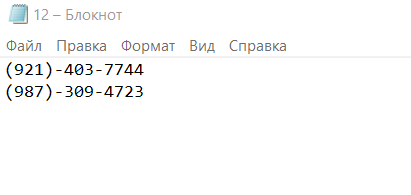 12 – Блокнот
Файл Правка Формат Вид Справка
(921)-403-7744
(987)-309-4723